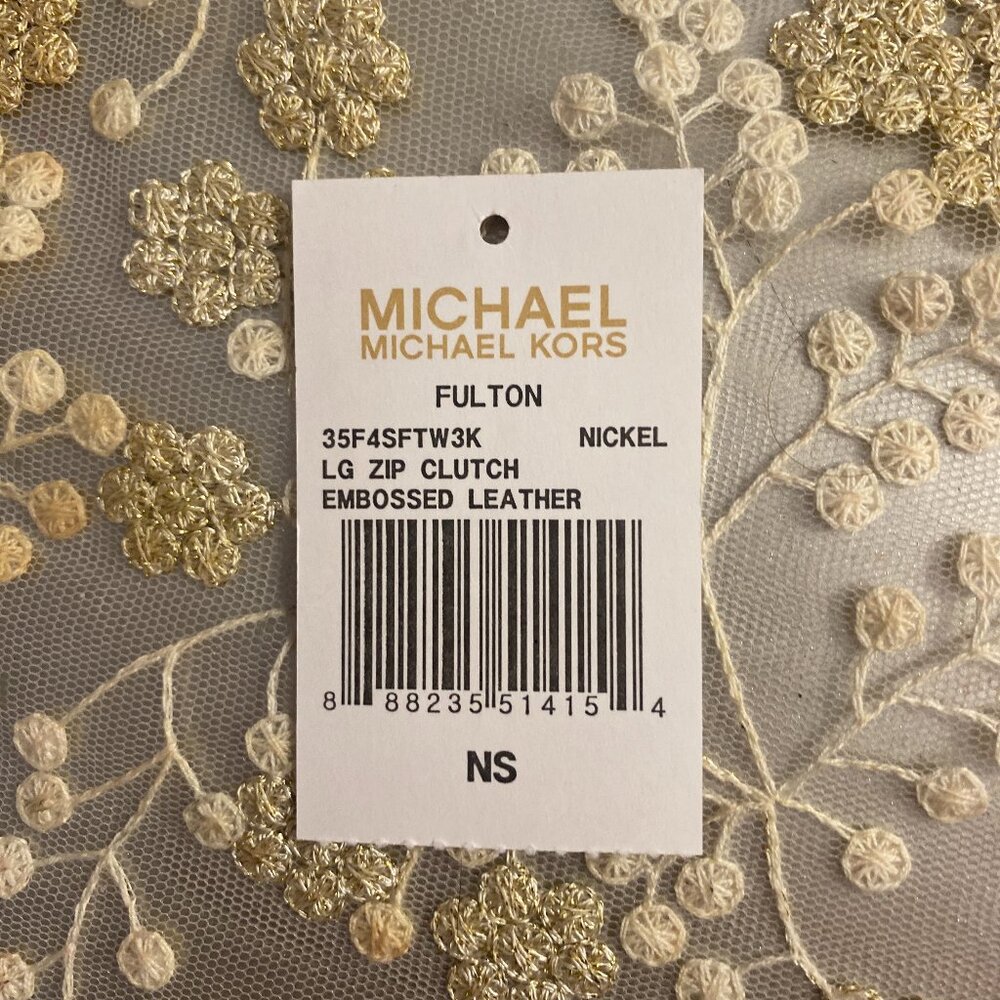 MICHAEL
MICHAEL KORS
FULTON
35F4SFTW3K NICKEL
LG ZIP CLUTCH
EMBOSSED LEATHER
8 88235 51415 4
NS